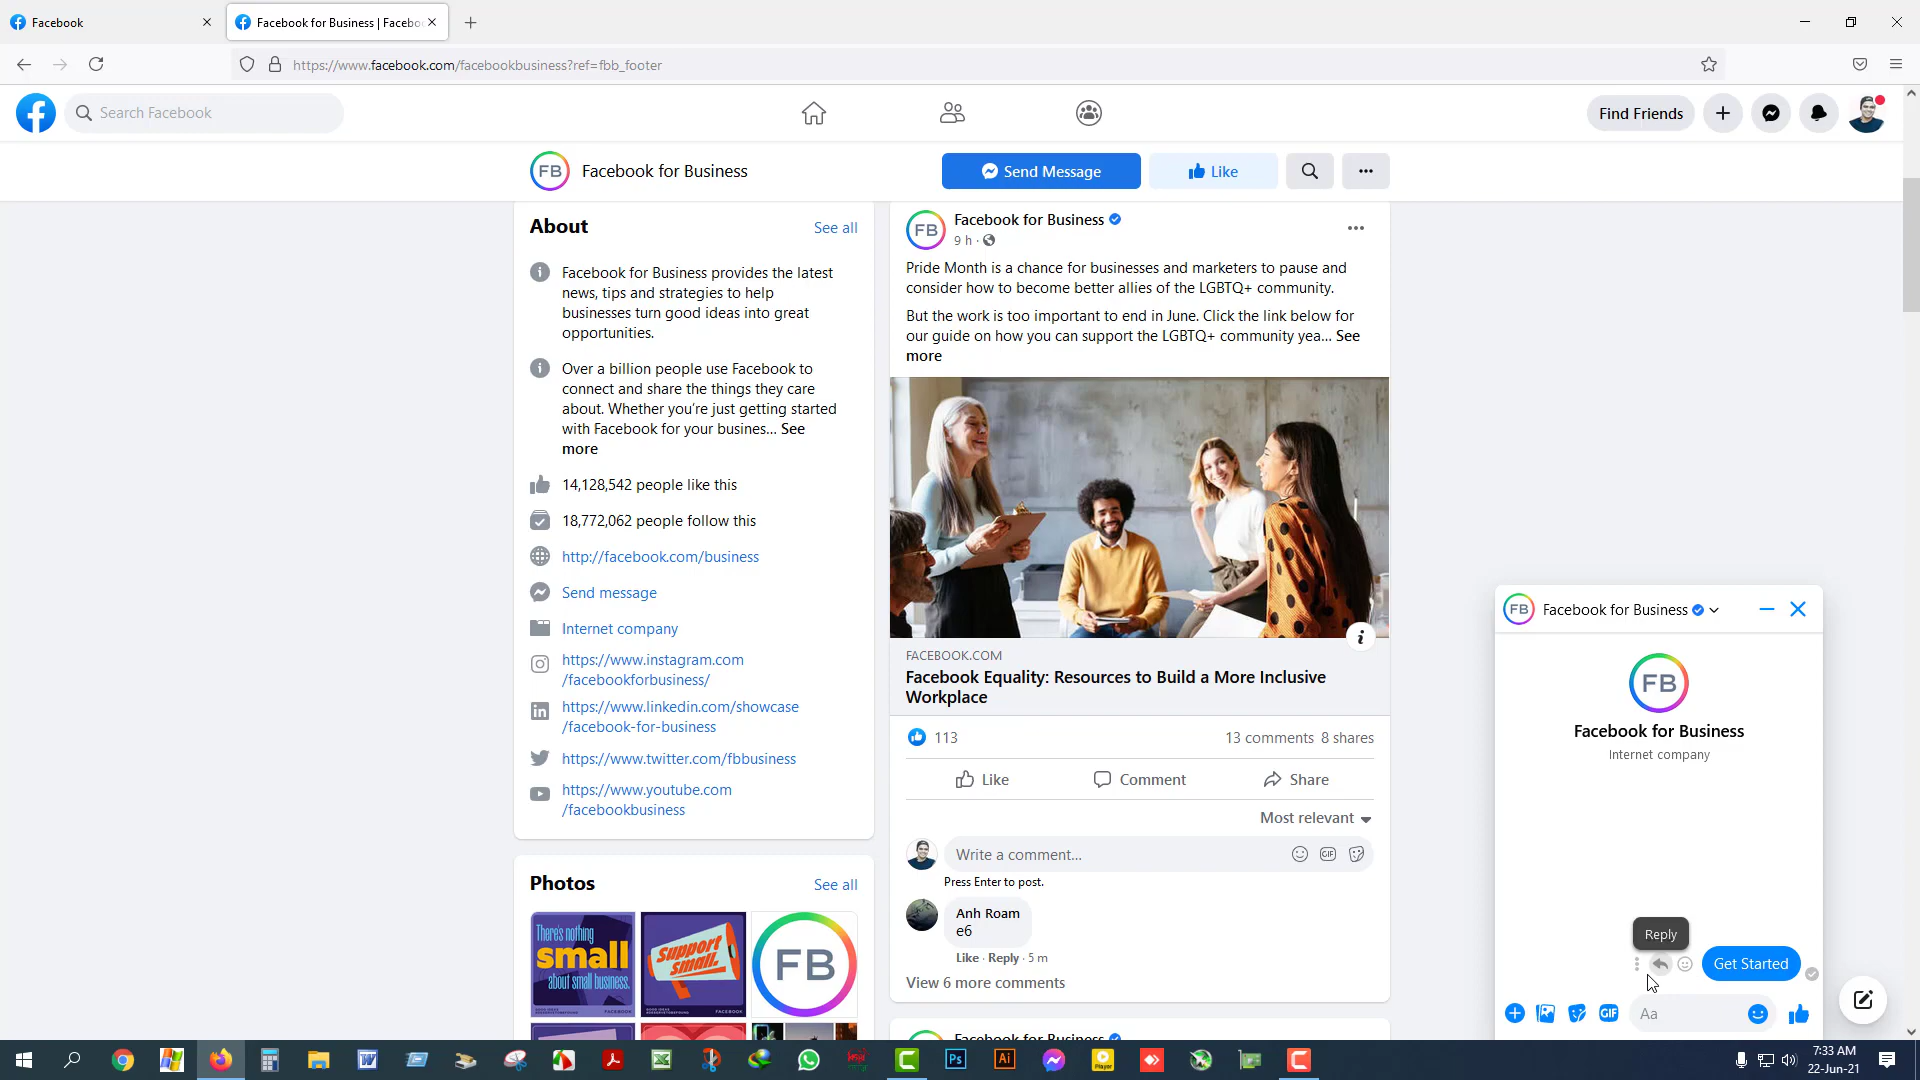 Facebook
Facebook for Business | Facebo
https://www.facebook.com/facebookbusiness?ref=fbb_footer
Search Facebook
Find Friends
FB Facebook for Business
Send Message
Like
About
See all
Facebook for Business provides the latest
news, tips and strategies to help
businesses turn good ideas into great
opportunities.
Over a billion people use Facebook to
connect and share the things they care
about. Whether you’re just getting started
with Facebook for your busines... See
more
14,128,542 people like this
18,772,062 people follow this
http://facebook.com/business
Send message
Internet company
https://www.instagram.com
/facebookforbusiness/
https://www.linkedin.com/showcase
/facebook-for-business
https://www.twitter.com/fbbusiness
https://www.youtube.com
/facebookbusiness
Photos
See all
There's nothing
small
about small business.
FACEBOOK
Support
small.
FACEBOOK
FB
FB
Facebook for Business
9 h ·
Pride Month is a chance for businesses and marketers to pause and
consider how to become better allies of the LGBTQ+ community.
But the work is too important to end in June. Click the link below for
our guide on how you can support the LGBTQ+ community yea... See
more
FACEBOOK.COM
Facebook Equality: Resources to Build a More Inclusive
Workplace
113
13 comments 8 shares
Like
Comment
Share
Most relevant
Write a comment...
GIF
Press Enter to post.
Anh Roam
e6
Like · Reply · 5 m
View 6 more comments
Facebook for Business
FB Facebook for Business
FB
Facebook for Business
Internet company
Reply
Get Started
GIF
Aa
Ps
Ai
Player
7:33 AM
22-Jun-21